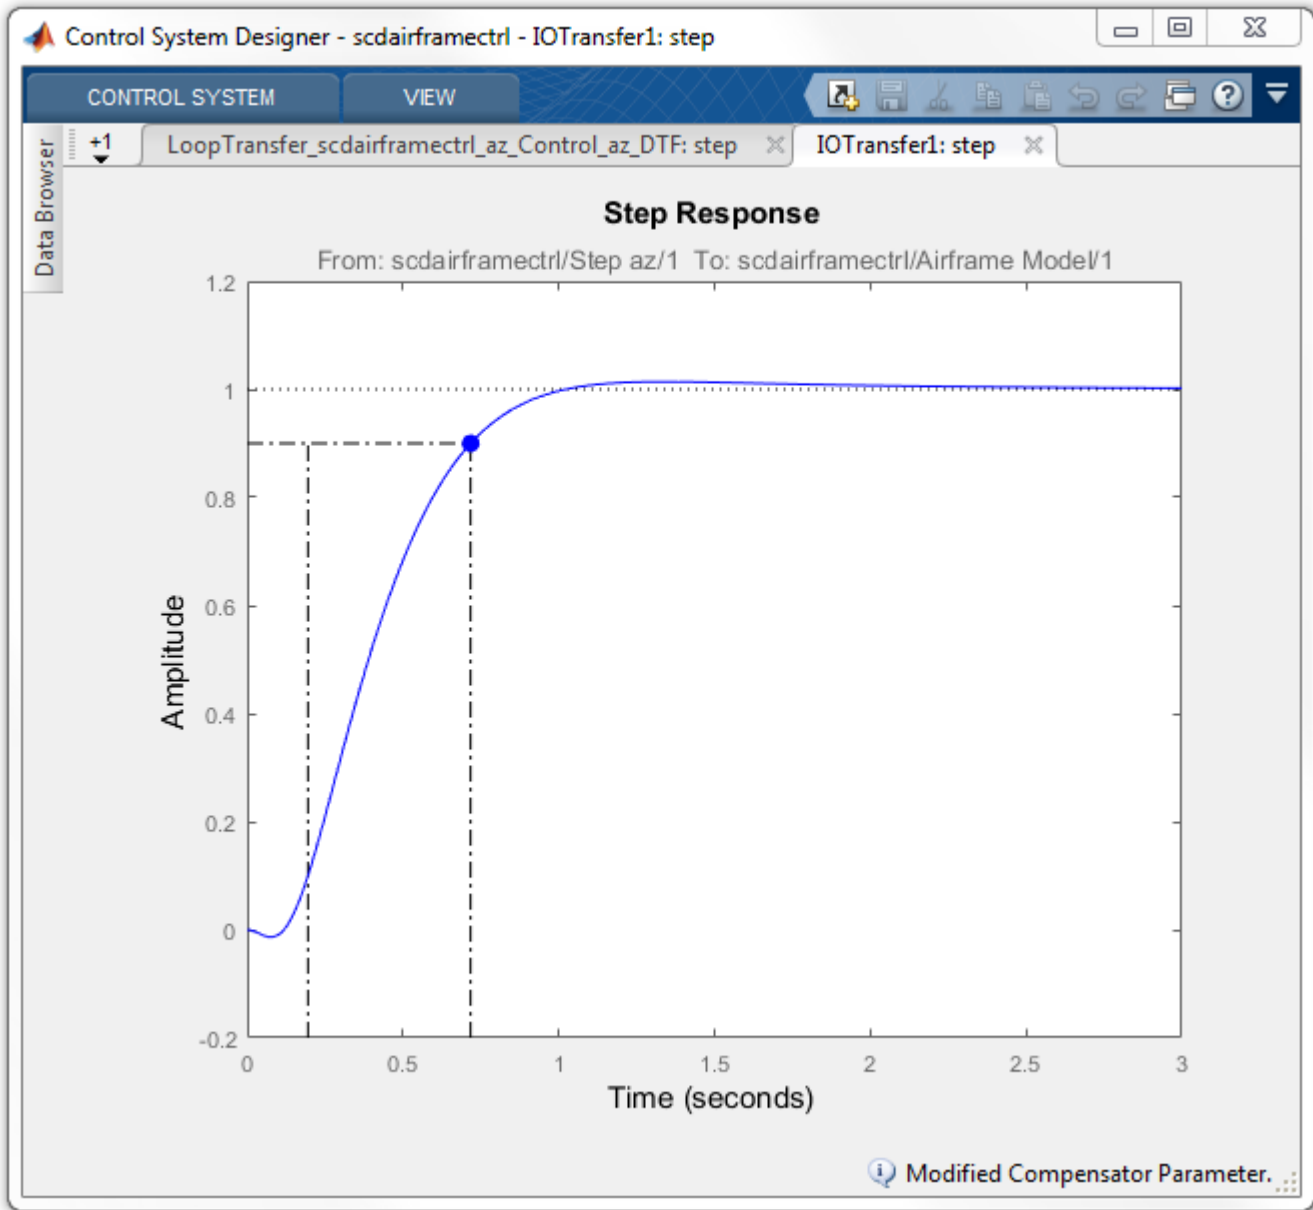 Control System Designer - scdairframectrl - IOTransfer1: step
CONTROL SYSTEM
VIEW
Data Browser
+1
LoopTransfer_scdairframectrl_az_Control_az_DTF: step
IOTransfer1: step
Step Response
From: scdairframectrl/Step az/1 To: scdairframectrl/Airframe Model/1
Amplitude
1.2
1
0.8
0.6
0.4
0.2
0
-0.2
0 0.5 1 1.5 2 2.5 3
Time (seconds)
Modified Compensator Parameter.